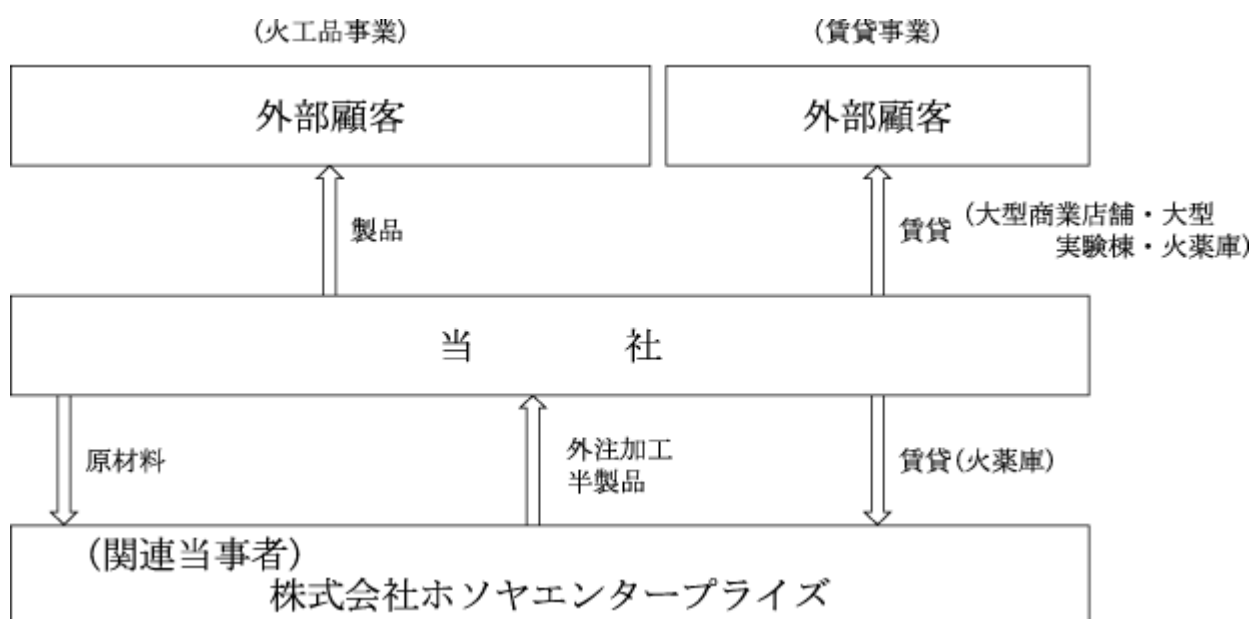 (火工品事業)
(賃貸事業)
外部顧客
外部顧客
製品
賃貸
(大型商業店舗・大型
実験棟・火薬庫)
当 社
原材料
外注加工
半製品
賃貸(火薬庫)
(関連当事者)
株式会社ホソヤエンタープライズ